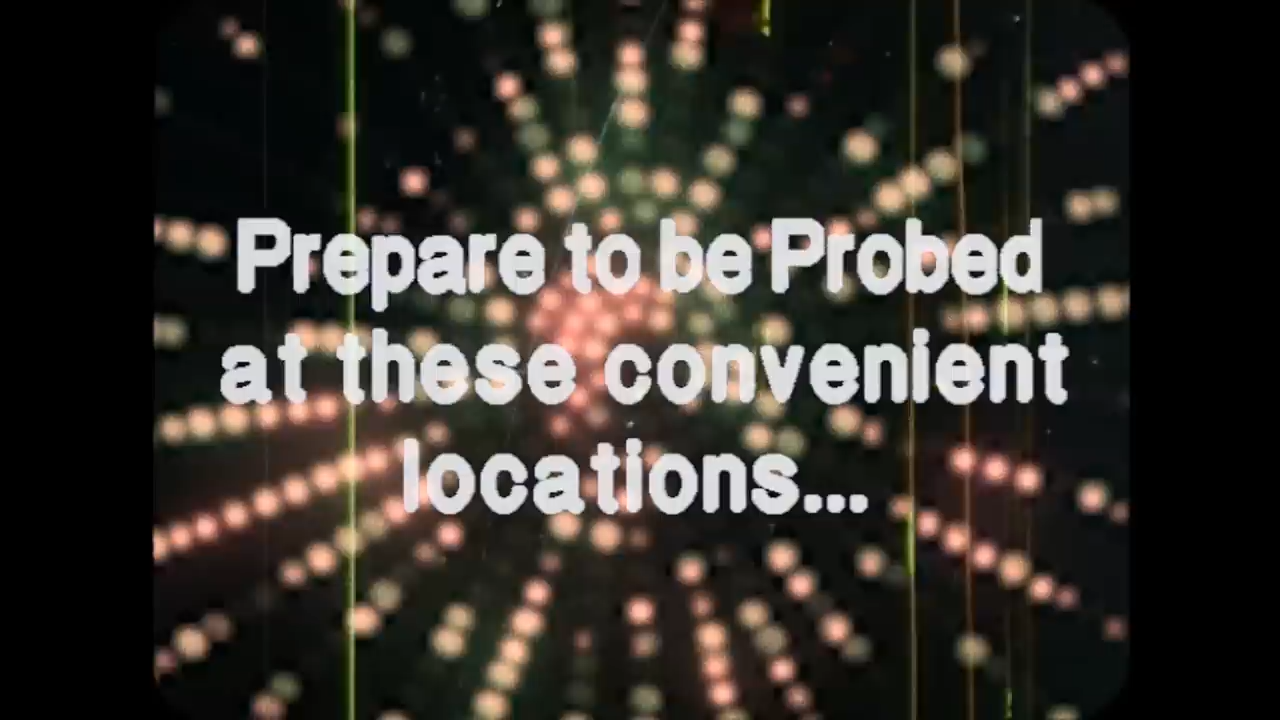 Prepare to be Probed
at these convenient
locations...